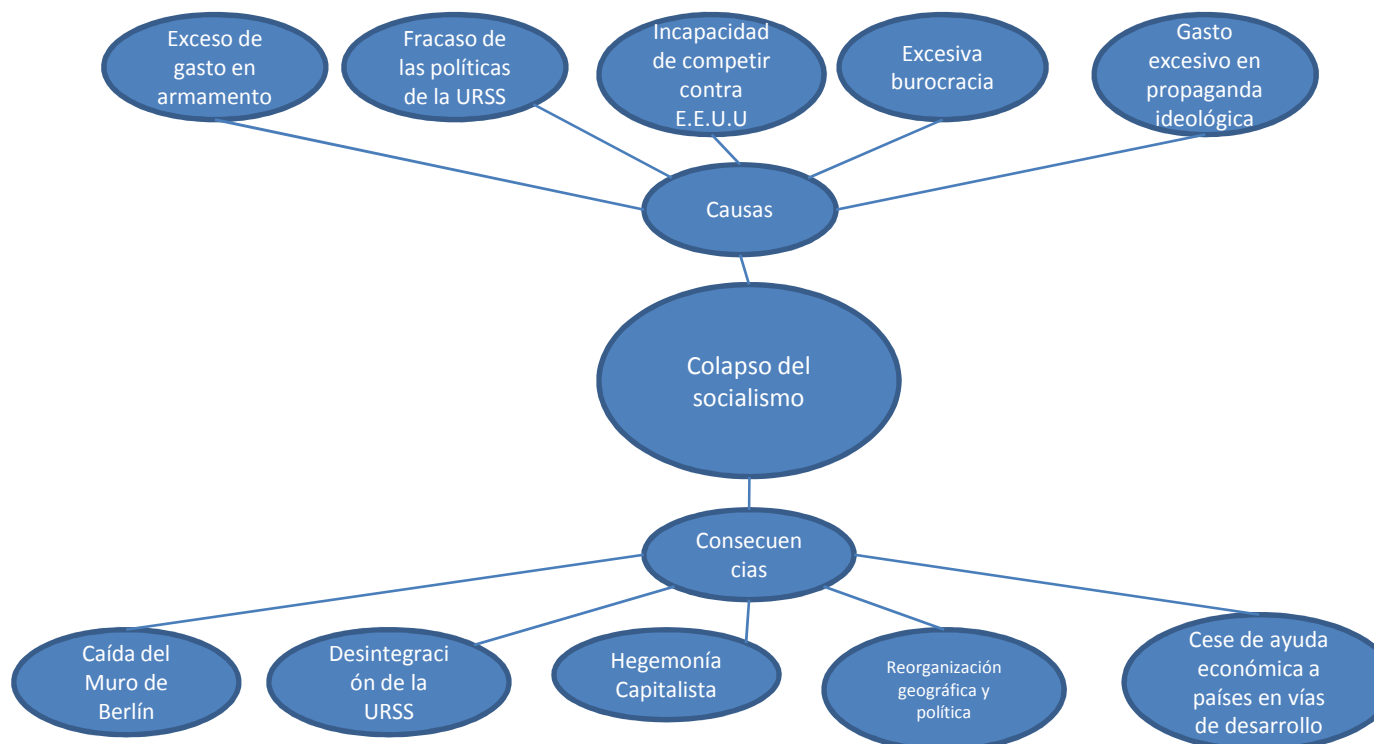 Exceso de
gasto en
armamento
Fracaso de
las políticas
de la URSS
Incapacidad
de competir
contra
E.E.U.U
Excesiva
burocracia
Gasto
excesivo en
propaganda
ideológica
Causas
Colapso del
socialismo
Consecuen
cias
Caída del
Muro de
Berlín
Desintegraci
ón de la
URSS
Hegemonía
Capitalista
Reorganización
geográfica y
política
Cese de ayuda
económica a
países en vías
de desarrollo